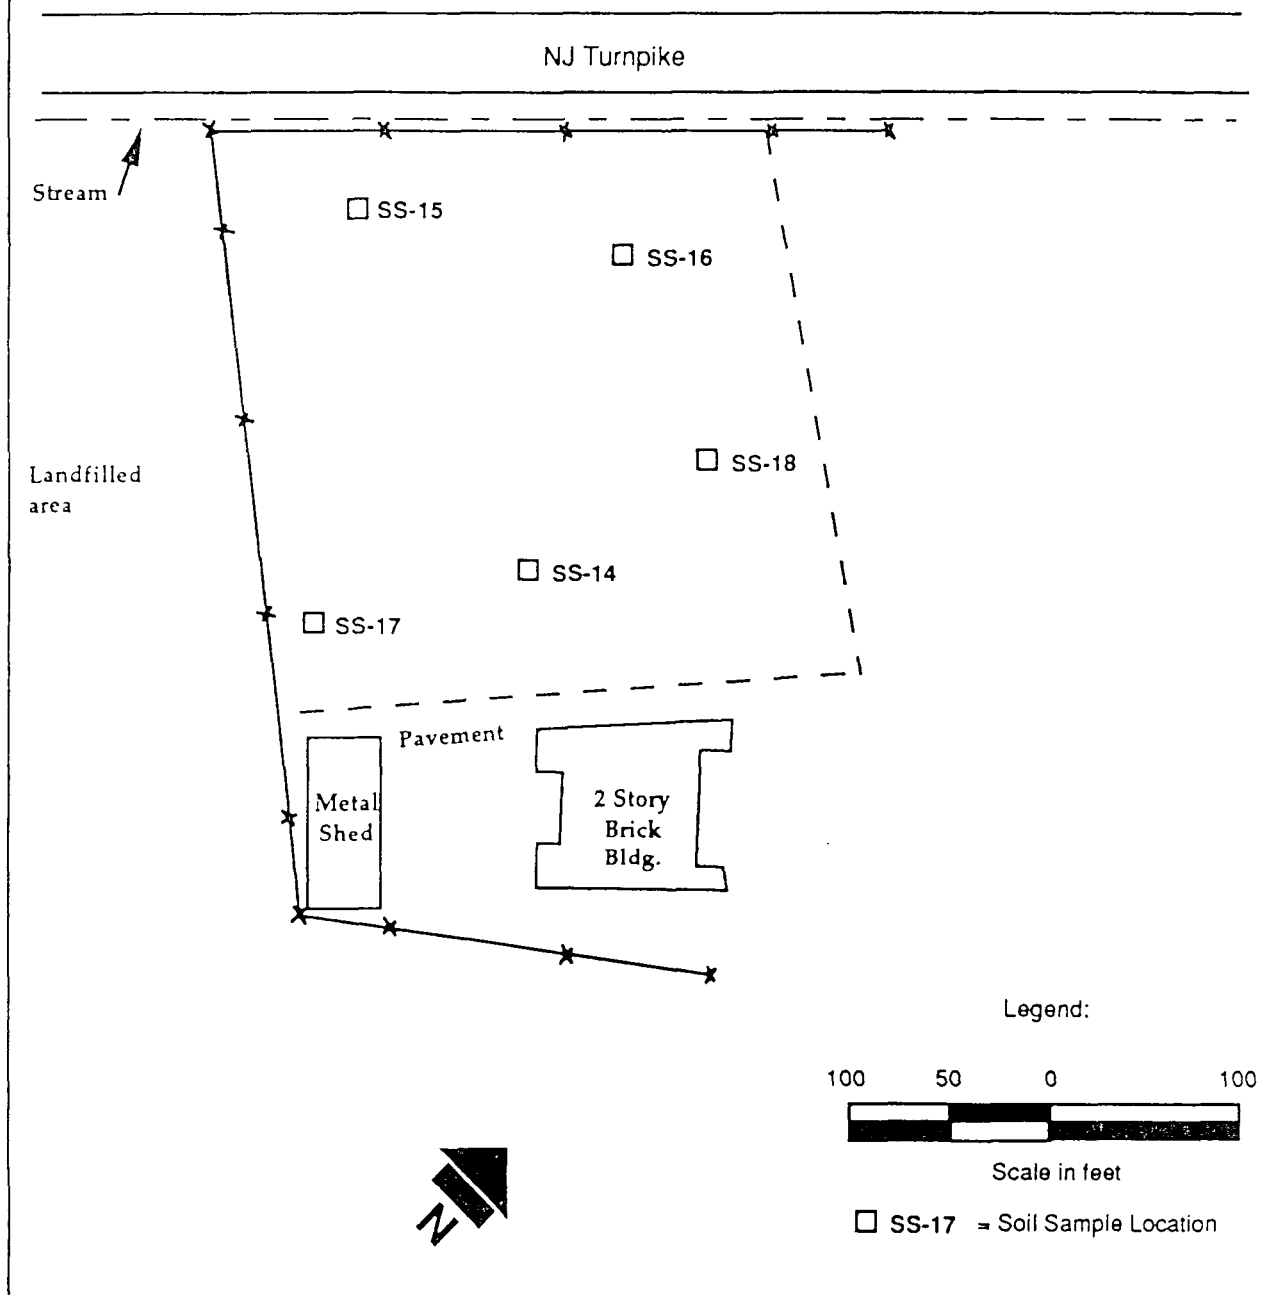 NJ Turnpike
Stream
SS-15
SS-16
Landfilled
area
SS-18
SS-14
SS-17
Pavement
Metal
Shed
2 Story
Brick
Bldg.
Legend:
100 50 0 100
Scale in feet
SS-17 = Soil Sample Location
N